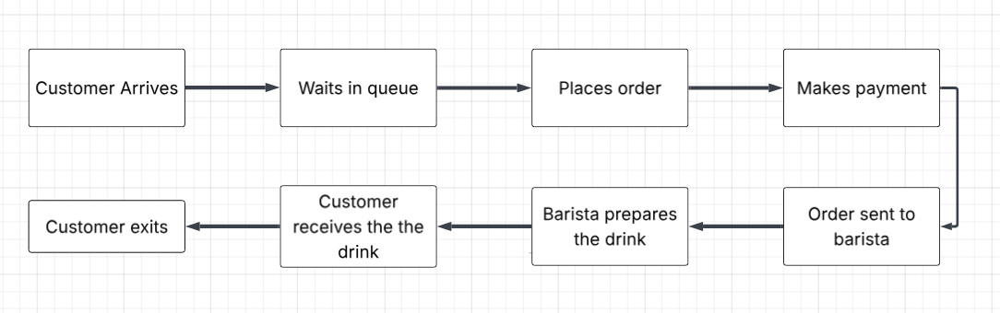 Customer Arrives
Waits in queue
Places order
Makes payment
Order sent to
barista
Barista prepares
the drink
Customer
receives the the
drink
Customer exits